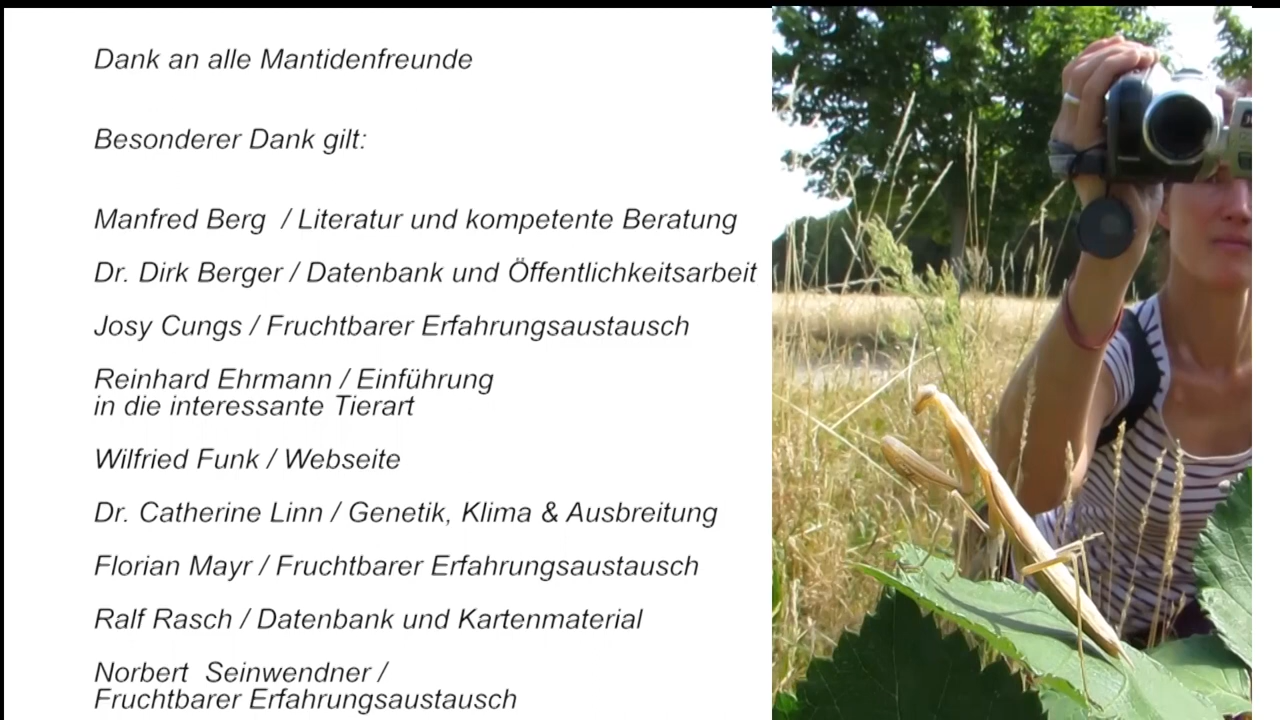 Dank an alle Mantidenfreunde
Besonderer Dank gilt:
Manfred Berg / Literatur und kompetente Beratung
Dr. Dirk Berger / Datenbank und Öffentlichkeitsarbeit
Josy Cungs / Fruchtbarer Erfahrungsaustausch
Reinhard Ehrmann / Einführung
in die interessante Tierart
Wilfried Funk / Webseite
Dr. Catherine Linn / Genetik, Klima & Ausbreitung
Florian Mayr / Fruchtbarer Erfahrungsaustausch
Ralf Rasch / Datenbank und Kartenmaterial
Norbert Seinwendner /
Fruchtbarer Erfahrungsaustausch